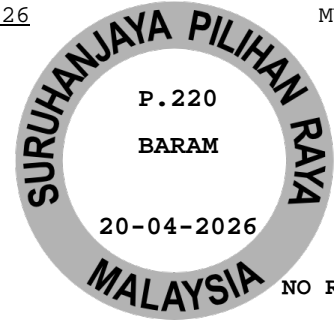 26
SURUHANJAYA PILIHAN RAYA
P.220
BARAM
20-04-2026
MALAYSIA
NO